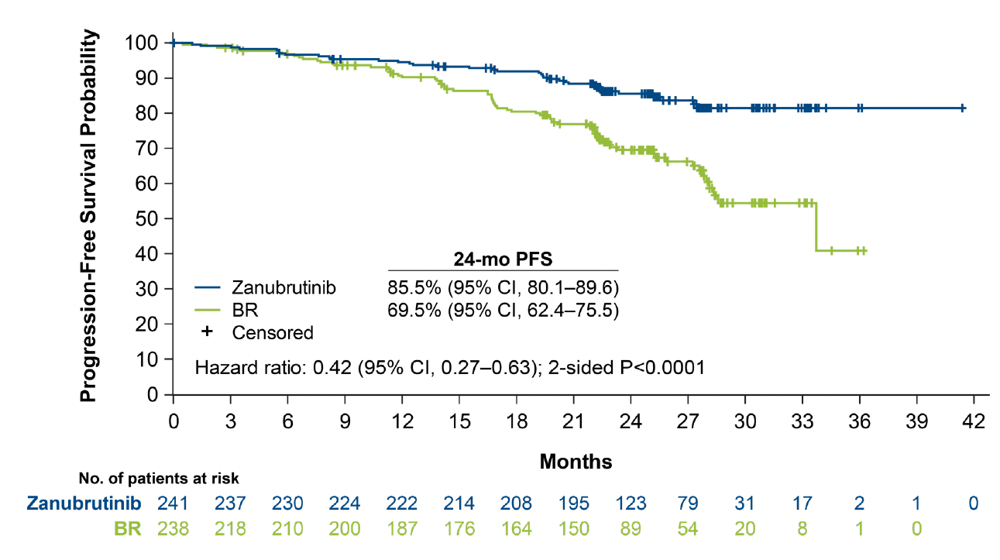 Progression-Free Survival Probability
100
90
80
70
60
50
40
30
20
10
0
24-mo PFS
Zanubrutinib 85.5% (95% CI, 80.1–89.6)
BR 69.5% (95% CI, 62.4–75.5)
+ Censored
Hazard ratio: 0.42 (95% CI, 0.27–0.63); 2-sided P<0.0001
0 3 6 9 12 15 18 21 24 27 30 33 36 39 42
Months
No. of patients at risk
Zanubrutinib 241 237 230 224 222 214 208 195 123 79 31 17 2 1 0
BR 238 218 210 200 187 176 164 150 89 54 20 8 1 0